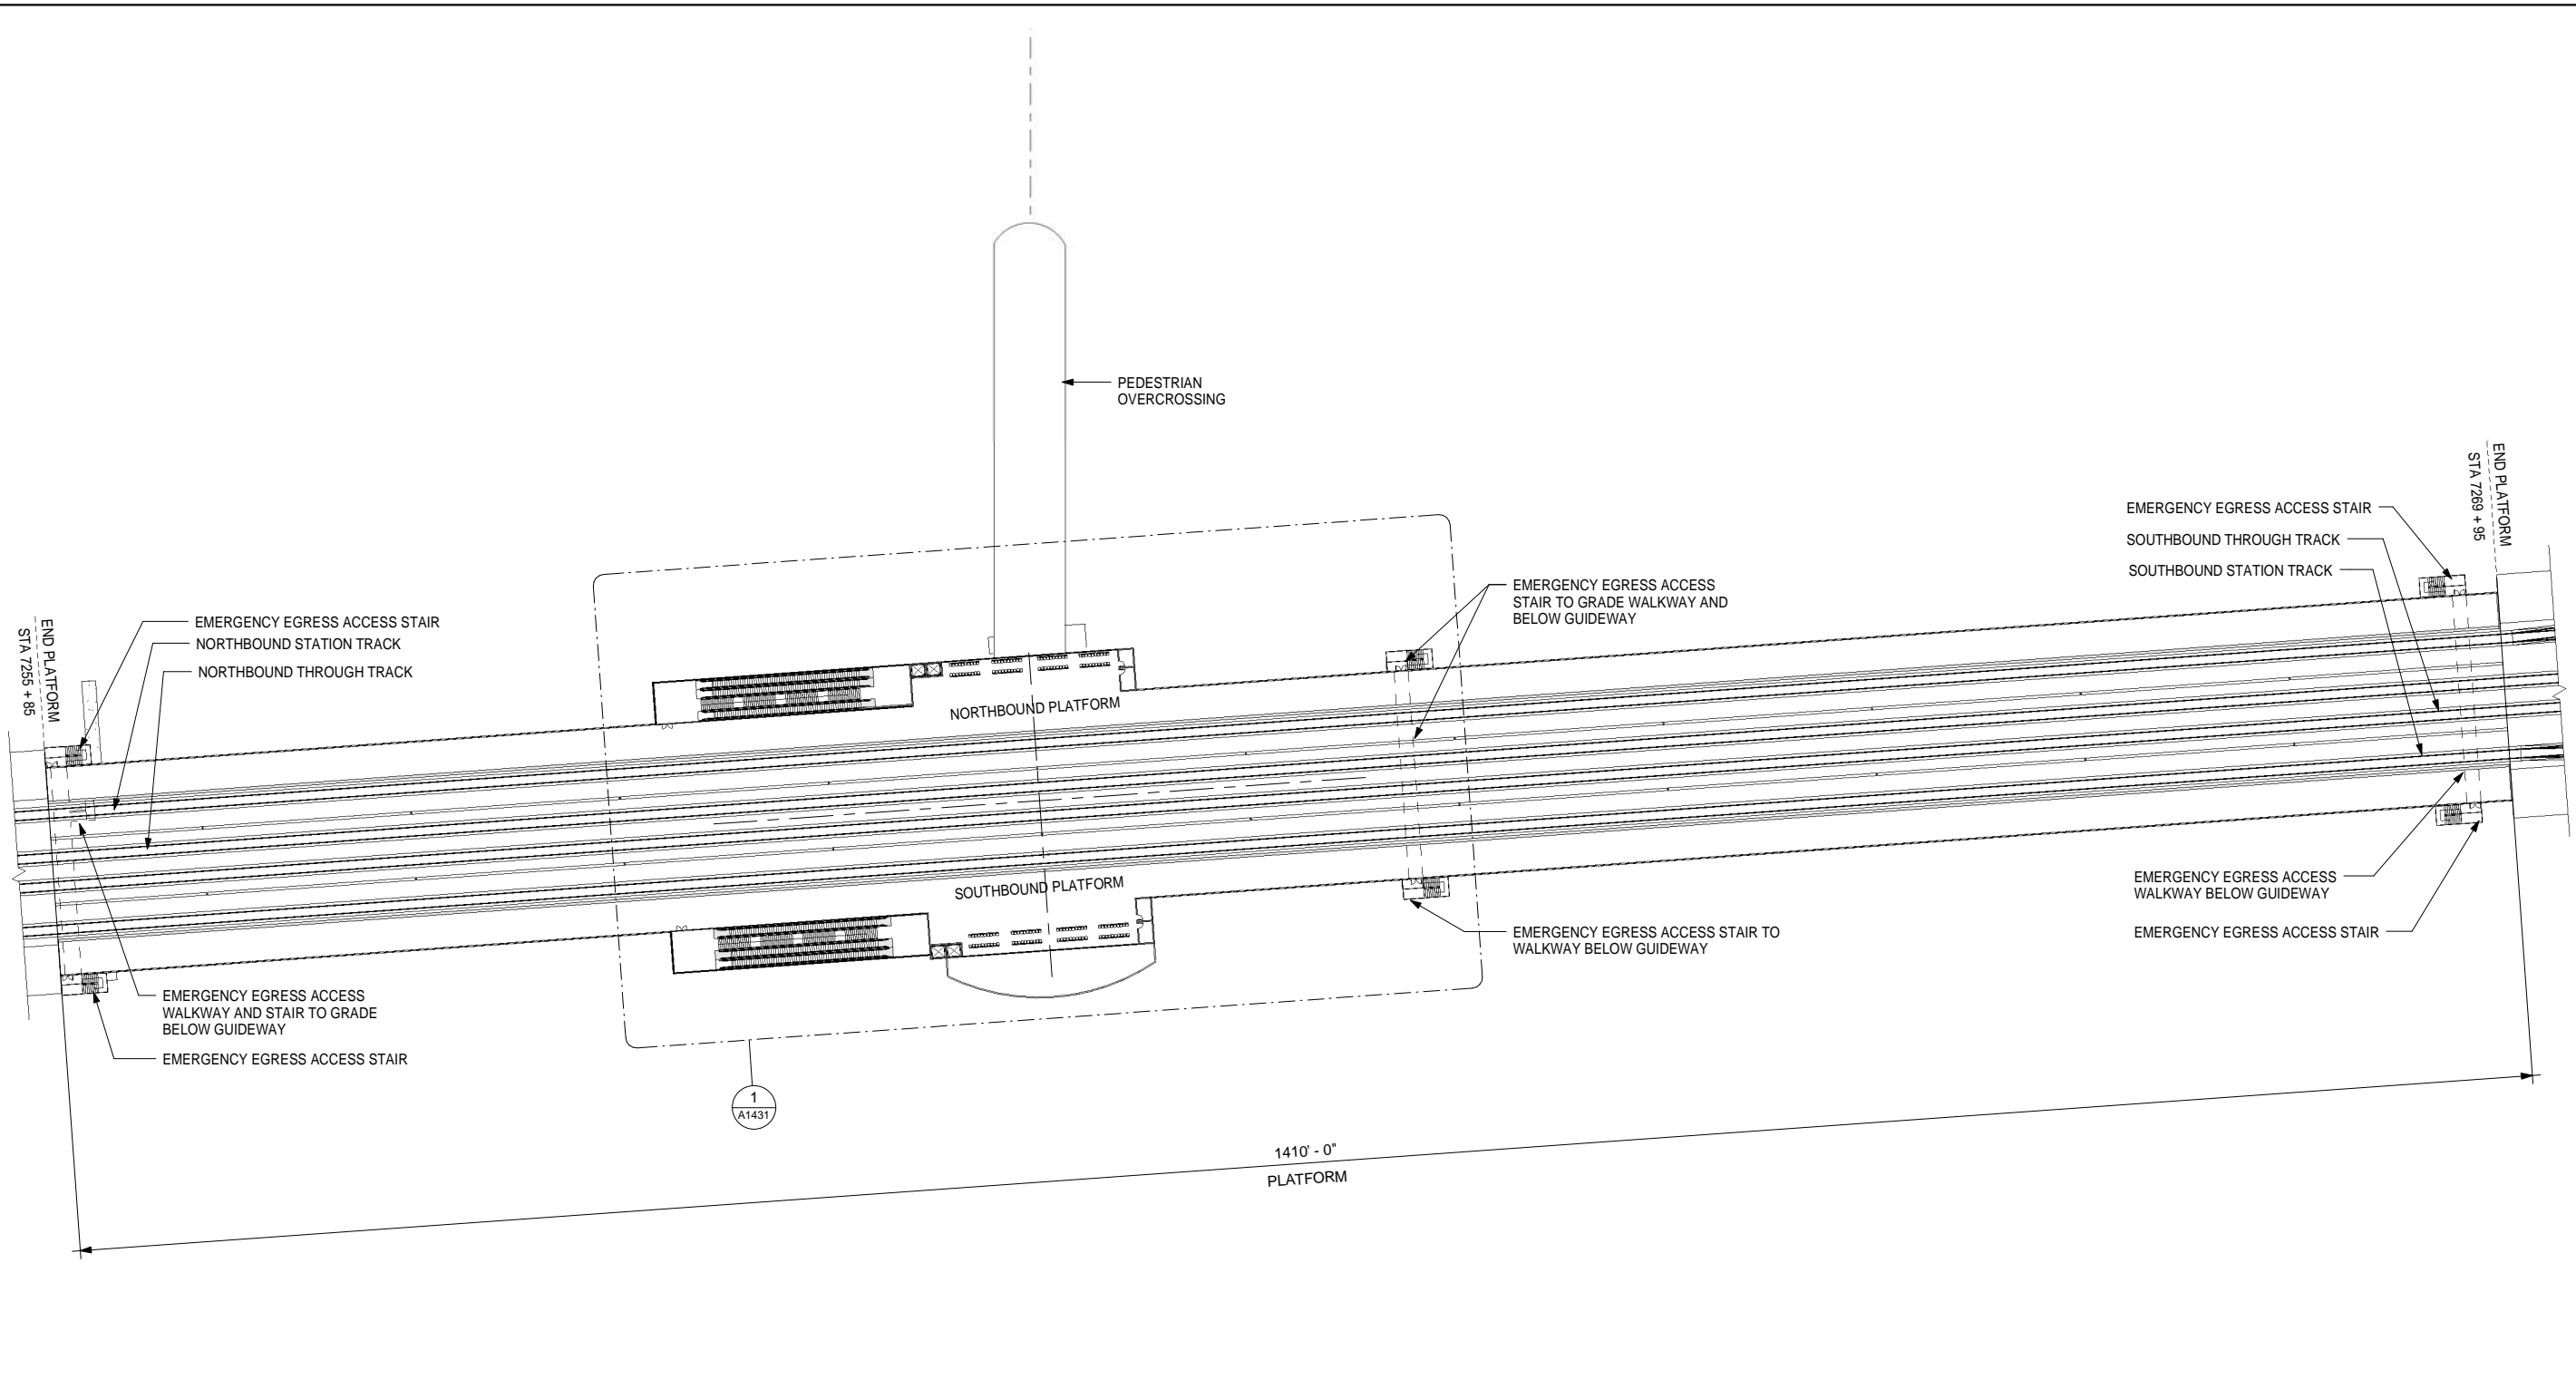 PEDESTRIAN
OVERCROSSING
END PLATFORM
STA 7269 + 95
EMERGENCY EGRESS ACCESS STAIR
SOUTHBOUND THROUGH TRACK
SOUTHBOUND STATION TRACK
EMERGENCY EGRESS ACCESS
STAIR TO GRADE WALKWAY AND
BELOW GUIDEWAY
END PLATFORM
STA 7255 + 85
EMERGENCY EGRESS ACCESS STAIR
NORTHBOUND STATION TRACK
NORTHBOUND THROUGH TRACK
NORTHBOUND PLATFORM
SOUTHBOUND PLATFORM
EMERGENCY EGRESS ACCESS
WALKWAY BELOW GUIDEWAY
EMERGENCY EGRESS ACCESS STAIR
EMERGENCY EGRESS ACCESS STAIR TO
WALKWAY BELOW GUIDEWAY
EMERGENCY EGRESS ACCESS
WALKWAY AND STAIR TO GRADE
BELOW GUIDEWAY
EMERGENCY EGRESS ACCESS STAIR
1
A1431
1410' - 0"
PLATFORM